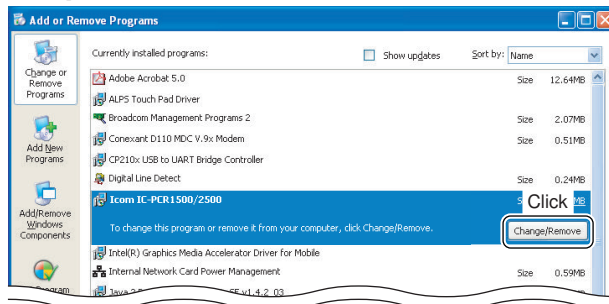 Add or Remove Programs
Change or
Remove
Programs
Add New
Programs
Add/Remove
Windows
Components
Currently installed programs:
Show updates
Sort by: Name
Adobe Acrobat 5.0 Size 12.64MB
ALPS Touch Pad Driver
Broadcom Management Programs 2 Size 2.07MB
Conexant D110 MDC V.9x Modem Size 0.51MB
CP210x USB to UART Bridge Controller
Digital Line Detect Size 0.24MB
Icom IC-PCR1500/2500 MB
Click
To change this program or remove it from your computer, click Change/Remove.
Change/Remove
Intel(R) Graphics Media Accelerator Driver for Mobile
Internal Network Card Power Management Size 0.59MB